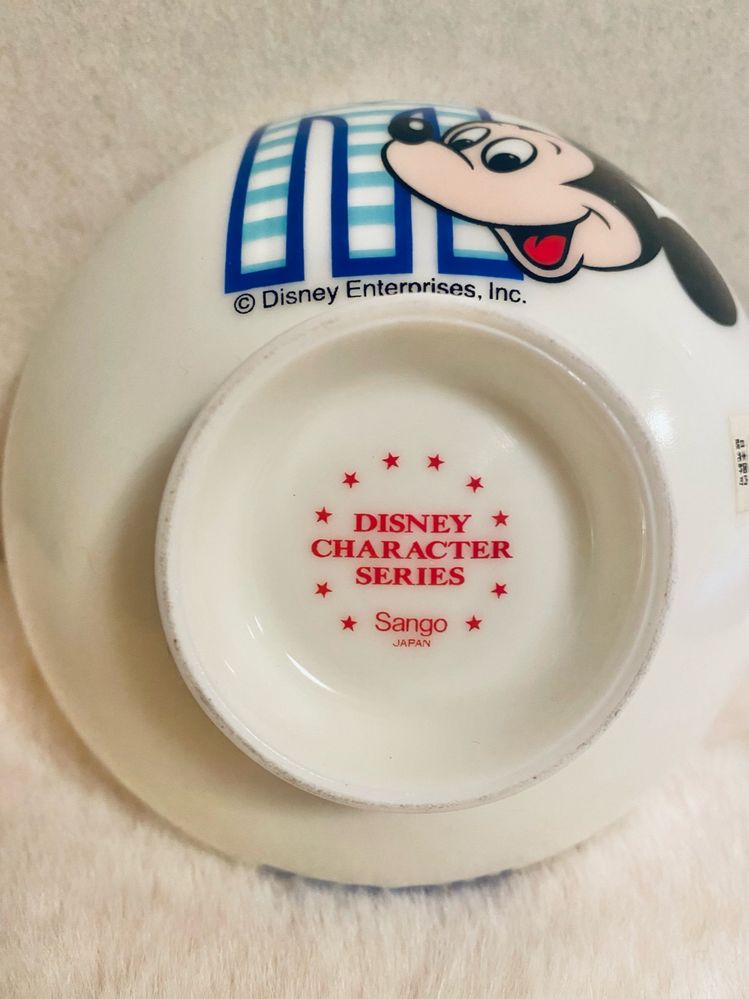 © Disney Enterprises, Inc.
DISNEY
CHARACTER
SERIES
Sango
JAPAN